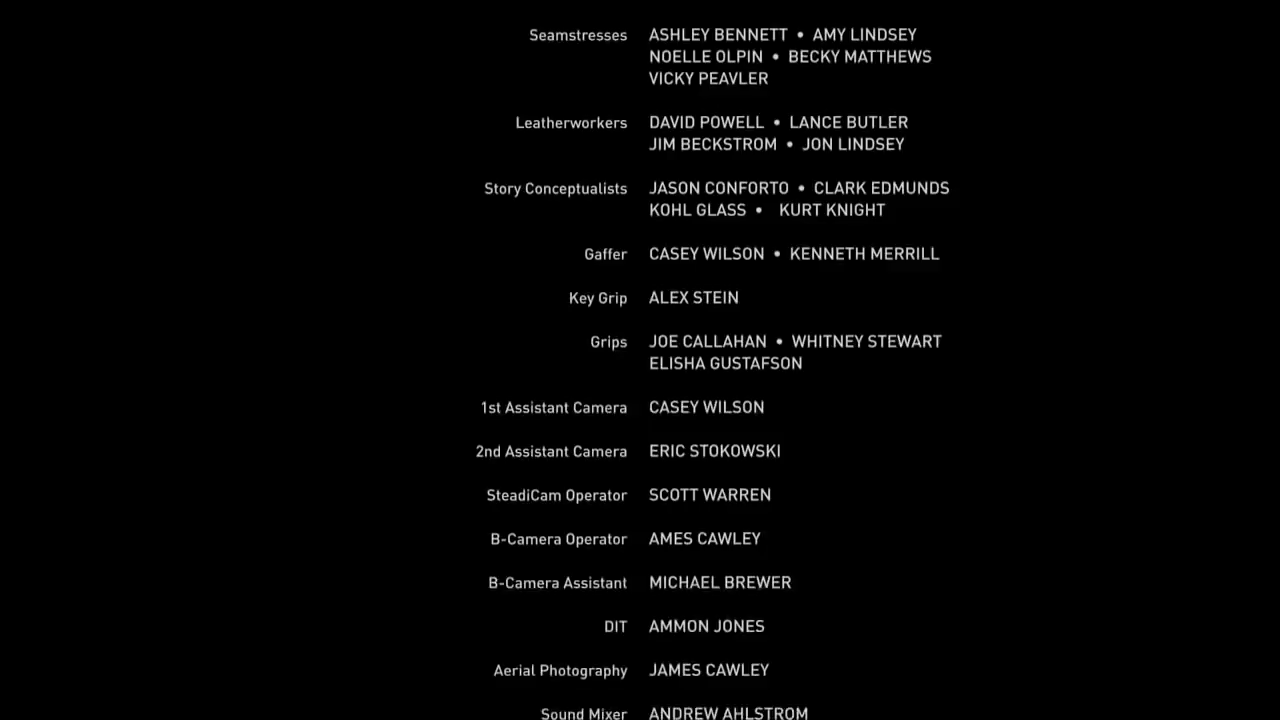 Seamstresses ASHLEY BENNETT • AMY LINDSEY
NOELLE OLPIN • BECKY MATTHEWS
VICKY PEAVLER
Leatherworkers DAVID POWELL • LANCE BUTLER
JIM BECKSTROM • JON LINDSEY
Story Conceptualists JASON CONFORTO • CLARK EDMUNDS
KOHL GLASS • KURT KNIGHT
Gaffer CASEY WILSON • KENNETH MERRILL
Key Grip ALEX STEIN
Grips JOE CALLAHAN • WHITNEY STEWART
ELISHA GUSTAFSON
1st Assistant Camera CASEY WILSON
2nd Assistant Camera ERIC STOKOWSKI
SteadiCam Operator SCOTT WARREN
B-Camera Operator AMES CAWLEY
B-Camera Assistant MICHAEL BREWER
DIT AMMON JONES
Aerial Photography JAMES CAWLEY
Sound Mixer ANDREW AHLSTROM